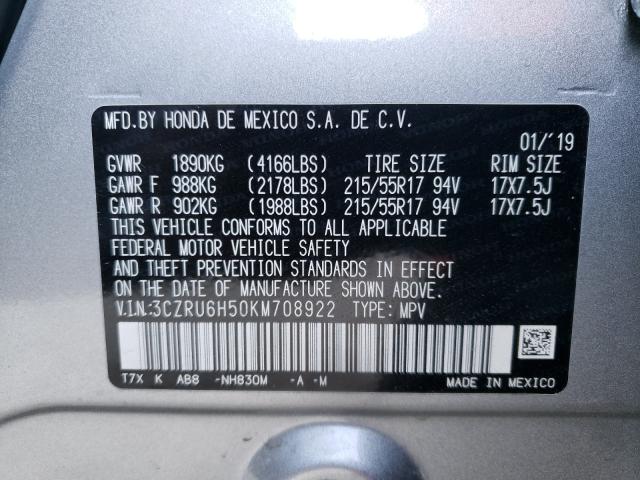 MFD.BY HONDA DE MEXICO S.A. DE C.V.
01/'19
GVWR 1890KG (4166LBS) TIRE SIZE RIM SIZE
GAWR F 988KG (2178LBS) 215/55R17 94V 17X7.5J
GAWR R 902KG (1988LBS) 215/55R17 94V 17X7.5J
THIS VEHICLE CONFORMS TO ALL APPLICABLE
FEDERAL MOTOR VEHICLE SAFETY
AND THEFT PREVENTION STANDARDS IN EFFECT
ON THE DATE OF MANUFACTURE SHOWN ABOVE.
V.I.N.:3CZRU6H50KM708922 TYPE: MPV
T7X K AB8 -NH830M -A -M MADE IN MEXICO